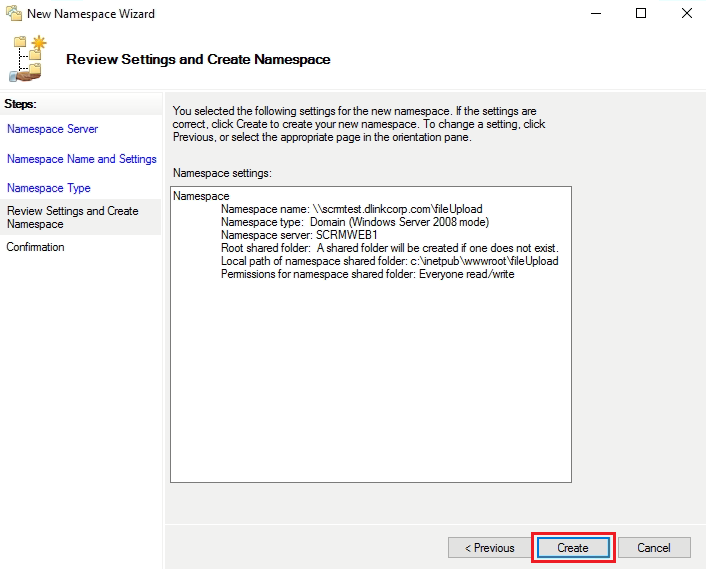 New Namespace Wizard
Review Settings and Create Namespace
Steps:
Namespace Server
Namespace Name and Settings
Namespace Type
Review Settings and Create
Namespace
Confirmation
You selected the following settings for the new namespace. If the settings are
correct, click Create to create your new namespace. To change a setting, click
Previous, or select the appropriate page in the orientation pane.
Namespace settings:
Namespace
Namespace name: \\scrmtest.dlinkcorp.com\fileUpload
Namespace type:  Domain (Windows Server 2008 mode)
Namespace server: SCRMWEB1
Root shared folder:  A shared folder will be created if one does not exist.
Local path of namespace shared folder: c:\inetpub\wwwroot\fileUpload
Permissions for namespace shared folder: Everyone read/write
< Previous
Create
Cancel